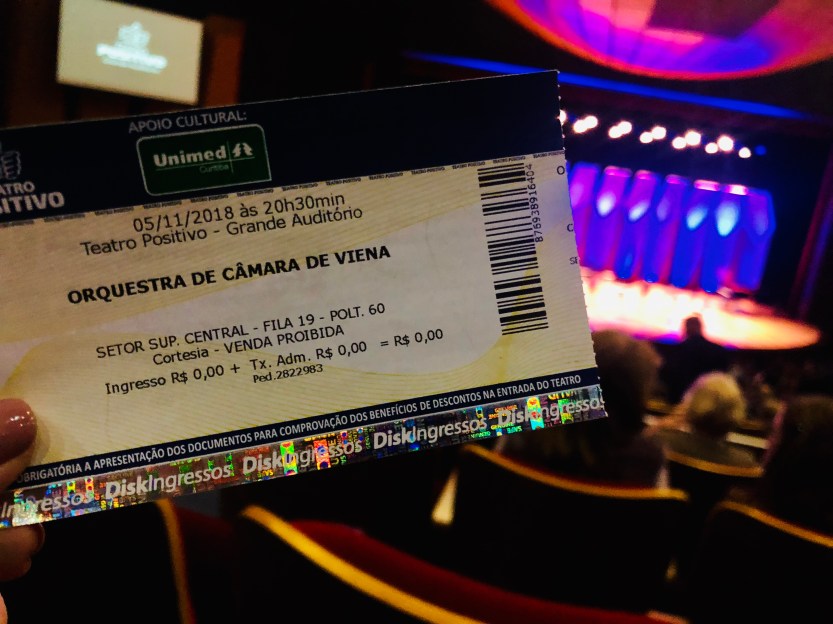 APOIO CULTURAL:
Unimed
Curitiba
TEATRO
POSITIVO
05/11/2018 às 20h30min
Teatro Positivo - Grande Auditório
ORQUESTRA DE CÂMARA DE VIENA
SETOR SUP. CENTRAL - FILA 19 - POLT. 60
Cortesia - VENDA PROIBIDA
Ingresso R$ 0,00 + Tx. Adm. R$ 0,00 = R$ 0,00
Ped.2822983
876938916404
OBRIGATÓRIA A APRESENTAÇÃO DOS DOCUMENTOS PARA COMPROVAÇÃO DOS BENEFÍCIOS DE DESCONTOS NA ENTRADA DO TEATRO
Ingressos DiskIngressos DiskIngressos DiskIngressos DiskIngressos